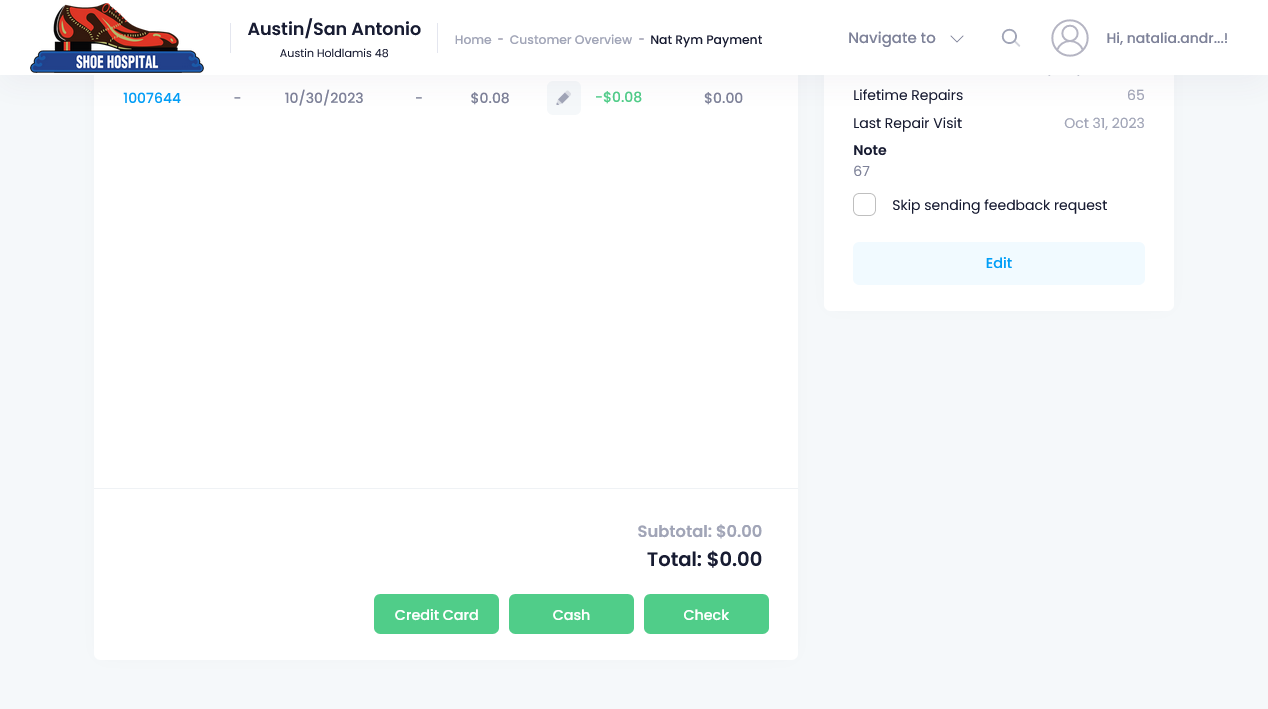 SHOE HOSPITAL
Austin/San Antonio
Austin Holdlamis 48
Home - Customer Overview - Nat Rym Payment
Navigate to
Hi, natalia.andr...!
1007644 - 10/30/2023 - $0.08 -$0.08 $0.00
Subtotal: $0.00
Total: $0.00
Credit Card Cash Check
Lifetime Repairs 65
Last Repair Visit Oct 31, 2023
Note
67
Skip sending feedback request
Edit